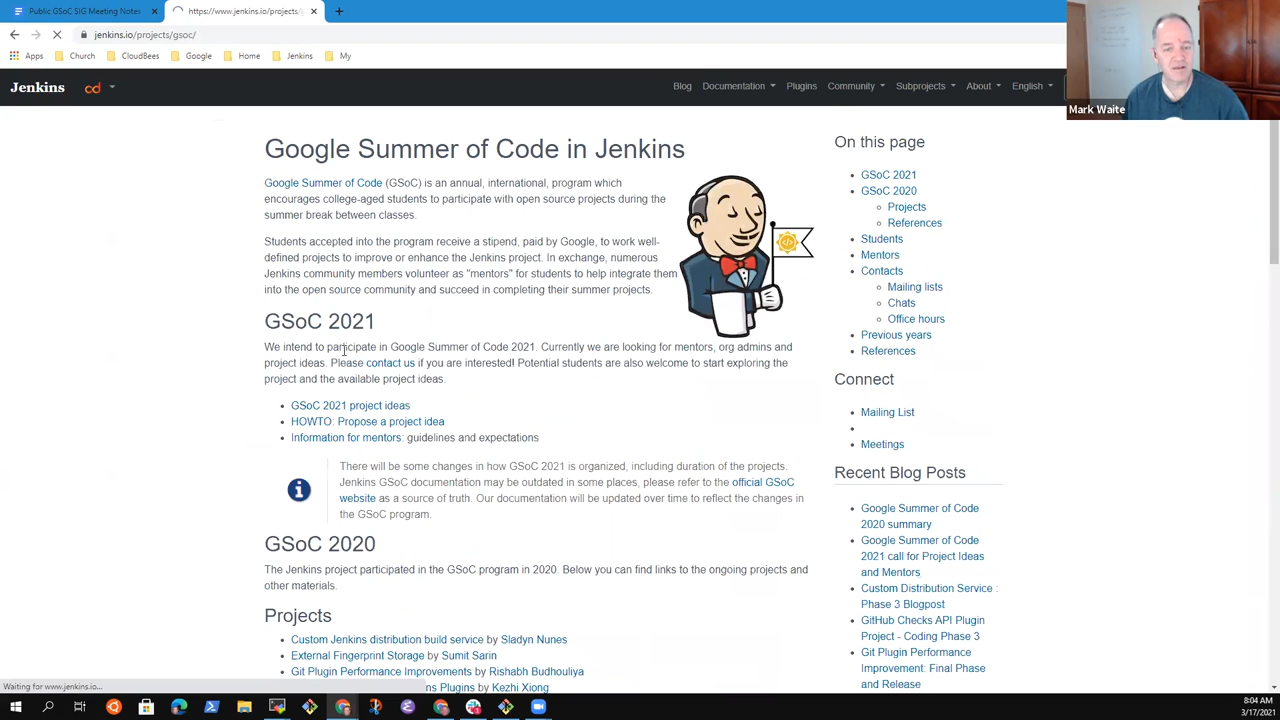 Public GSoC SIG Meeting Notes
https://www.jenkins.io/projects/g
jenkins.io/projects/gsoc/
Apps Church CloudBees Google Home Jenkins My
Jenkins cd Blog Documentation Plugins Community Subprojects About English
Mark Waite
Google Summer of Code in Jenkins
Google Summer of Code (GSoC) is an annual, international, program which
encourages college-aged students to participate with open source projects during the
summer break between classes.
Students accepted into the program receive a stipend, paid by Google, to work well-
defined projects to improve or enhance the Jenkins project. In exchange, numerous
Jenkins community members volunteer as "mentors" for students to help integrate them
into the open source community and succeed in completing their summer projects.
GSoC 2021
We intend to participate in Google Summer of Code 2021. Currently we are looking for mentors, org admins and
project ideas. Please contact us if you are interested! Potential students are also welcome to start exploring the
project and the available project ideas.
GSoC 2021 project ideas
HOWTO: Propose a project idea
Information for mentors: guidelines and expectations
There will be some changes in how GSoC 2021 is organized, including duration of the projects.
Jenkins GSoC documentation may be outdated in some places, please refer to the official GSoC
website as a source of truth. Our documentation will be updated over time to reflect the changes in
the GSoC program.
GSoC 2020
The Jenkins project participated in the GSoC program in 2020. Below you can find links to the ongoing projects and
other materials.
Projects
Custom Jenkins distribution build service by Sladyn Nunes
External Fingerprint Storage by Sumit Sarin
Git Plugin Performance Improvements by Rishabh Budhouliya
ns Plugins by Kezhi Xiong
On this page
GSoC 2021
GSoC 2020
Projects
References
Students
Mentors
Contacts
Mailing lists
Chats
Office hours
Previous years
References
Connect
Mailing List
Meetings
Recent Blog Posts
Google Summer of Code
2020 summary
Google Summer of Code
2021 call for Project Ideas
and Mentors
Custom Distribution Service :
Phase 3 Blogpost
GitHub Checks API Plugin
Project - Coding Phase 3
Git Plugin Performance
Improvement: Final Phase
and Release
Waiting for www.jenkins.io...
8:04 AM
3/17/2021